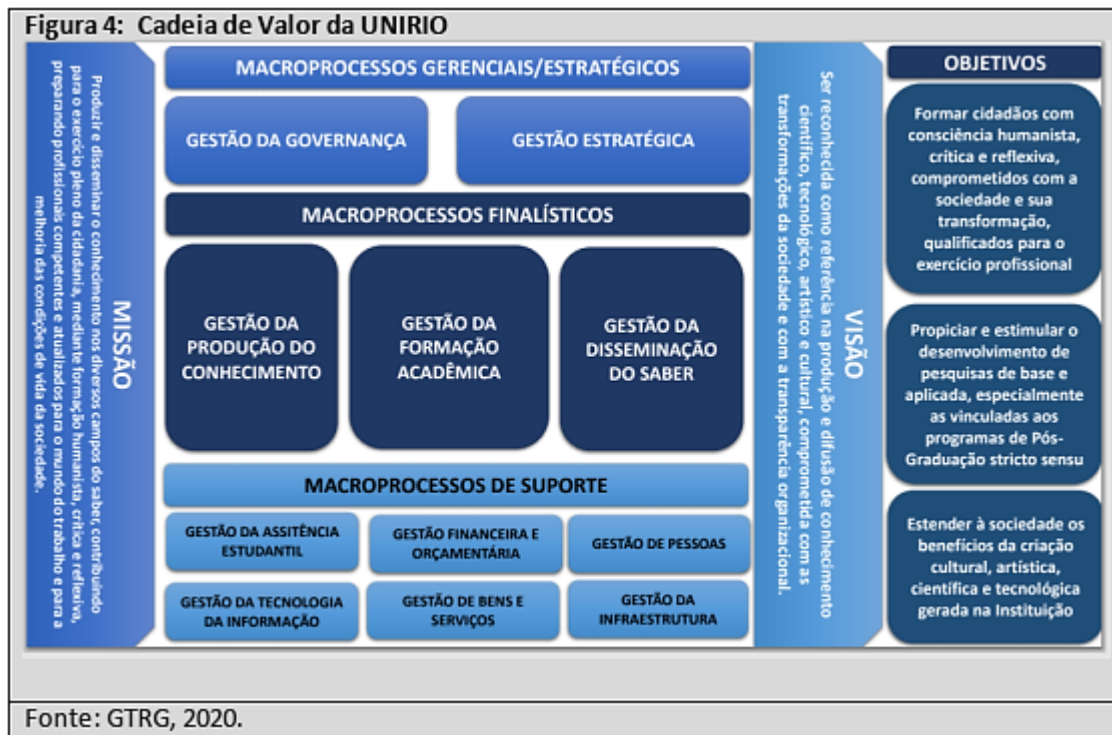 Figura 4: Cadeia de Valor da UNIRIO
MISSÃO
Produzir e disseminar o conhecimento nos diversos campos do saber, contribuindo
para o exercício pleno da cidadania, mediante formação humanista, crítica e reflexiva,
preparando profissionais competentes e atualizados para o mundo do trabalho e para a
melhoria das condições de vida da sociedade.
MACROPROCESSOS GERENCIAIS/ESTRATÉGICOS
GESTÃO DA GOVERNANÇA
GESTÃO ESTRATÉGICA
MACROPROCESSOS FINALÍSTICOS
GESTÃO DA
PRODUÇÃO DO
CONHECIMENTO
GESTÃO DA
FORMAÇÃO
ACADÊMICA
GESTÃO DA
DISSEMINAÇÃO
DO SABER
MACROPROCESSOS DE SUPORTE
GESTÃO DA ASSITÊNCIA
ESTUDANTIL
GESTÃO FINANCEIRA E
ORÇAMENTÁRIA
GESTÃO DE PESSOAS
GESTÃO DA TECNOLOGIA
DA INFORMAÇÃO
GESTÃO DE BENS E
SERVIÇOS
GESTÃO DA
INFRAESTRUTURA
VISÃO
Ser reconhecida como referência na produção e difusão de conhecimento
científico, tecnológico, artístico e cultural, comprometida com as
transformações da sociedade e com a transparência organizacional.
OBJETIVOS
Formar cidadãos com
consciência humanista,
crítica e reflexiva,
comprometidos com a
sociedade e sua
transformação,
qualificados para o
exercício profissional
Propiciar e estimular o
desenvolvimento de
pesquisas de base e
aplicada, especialmente
as vinculadas aos
programas de Pós-
Graduação stricto sensu
Estender à sociedade os
benefícios da criação
cultural, artística,
científica e tecnológica
gerada na Instituição
Fonte: GTRG, 2020.